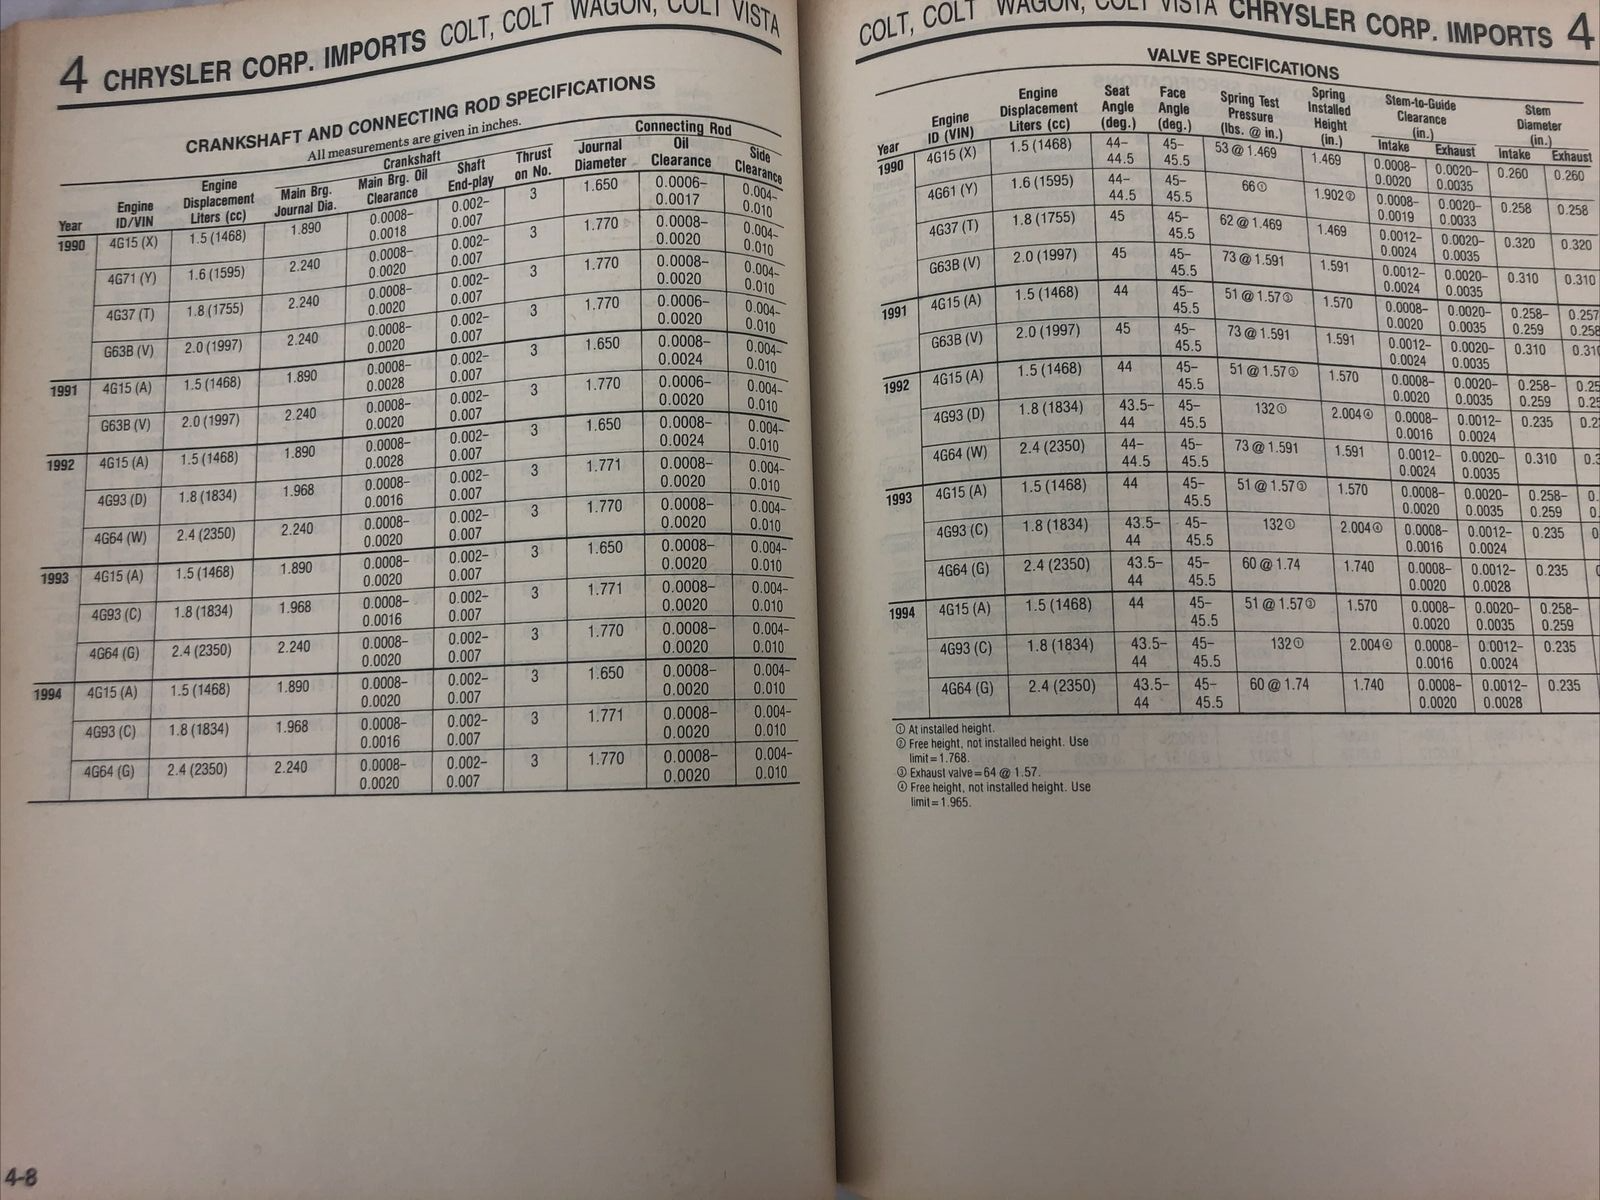 4 CHRYSLER CORP. IMPORTS COLT, COLT WAGON, COLT VISTA
CRANKSHAFT AND CONNECTING ROD SPECIFICATIONS
All measurements are given in inches.
Crankshaft Connecting Rod
Engine Main Brg. Main Brg. Oil Shaft Thrust Journal Oil Side
Year ID/VIN Displacement Liters (cc) Journal Dia. Clearance End-play on No. Diameter Clearance Clearance
Engine
1990 4G15 (X) 1.5 (1468) 1.890 0.0008– 0.002– 3 1.650 0.0006– 0.004–
0.0018 0.007 0.0017 0.010
4G71 (Y) 1.6 (1595) 2.240 0.0008– 0.002– 3 1.770 0.0008– 0.004–
0.0020 0.007 0.0020 0.010
4G37 (T) 1.8 (1755) 2.240 0.0008– 0.002– 3 1.770 0.0008– 0.004–
0.0020 0.007 0.0020 0.010
G63B (V) 2.0 (1997) 2.240 0.0008– 0.002– 3 1.770 0.0006– 0.004–
0.0020 0.007 0.0020 0.010
1991 4G15 (A) 1.5 (1468) 1.890 0.0008– 0.002– 3 1.650 0.0008– 0.004–
0.0028 0.007 0.0024 0.010
G63B (V) 2.0 (1997) 2.240 0.0008– 0.002– 3 1.770 0.0006– 0.004–
0.0020 0.007 0.0020 0.010
1992 4G15 (A) 1.5 (1468) 1.890 0.0008– 0.002– 3 1.650 0.0008– 0.004–
0.0028 0.007 0.0024 0.010
4G93 (D) 1.8 (1834) 1.968 0.0008– 0.002– 3 1.771 0.0008– 0.004–
0.0016 0.007 0.0020 0.010
4G64 (W) 2.4 (2350) 2.240 0.0008– 0.002– 3 1.770 0.0008– 0.004–
0.0020 0.007 0.0020 0.010
1993 4G15 (A) 1.5 (1468) 1.890 0.0008– 0.002– 3 1.650 0.0008– 0.004–
0.0020 0.007 0.0020 0.010
4G93 (C) 1.8 (1834) 1.968 0.0008– 0.002– 3 1.771 0.0008– 0.004–
0.0016 0.007 0.0020 0.010
4G64 (G) 2.4 (2350) 2.240 0.0008– 0.002– 3 1.770 0.0008– 0.004–
0.0020 0.007 0.0020 0.010
1994 4G15 (A) 1.5 (1468) 1.890 0.0008– 0.002– 3 1.650 0.0008– 0.004–
0.0020 0.007 0.0020 0.010
4G93 (C) 1.8 (1834) 1.968 0.0008– 0.002– 3 1.771 0.0008– 0.004–
0.0016 0.007 0.0020 0.010
4G64 (G) 2.4 (2350) 2.240 0.0008– 0.002– 3 1.770 0.0008– 0.004–
0.0020 0.007 0.0020 0.010
4-8
COLT, COLT WAGON, COLT VISTA CHRYSLER CORP. IMPORTS 4
VALVE SPECIFICATIONS
Engine Seat Face Spring Test Spring Stem-to-Guide Stem
Engine Displacement Angle Angle Pressure Installed Clearance Diameter
Year ID (VIN) Liters (cc) (deg.) (deg.) (lbs. @ in.) Height (in.) (in.) (in.)
Intake Exhaust Intake Exhaust
1990 4G15 (X) 1.5 (1468) 44– 45– 53 @ 1.469 1.469 0.0008– 0.0020– 0.260 0.260
44.5 45.5 0.0020 0.0035
4G61 (Y) 1.6 (1595) 44– 45– 66① 1.902② 0.0008– 0.0020– 0.258 0.258
44.5 45.5 0.0019 0.0033
4G37 (T) 1.8 (1755) 45 45– 62 @ 1.469 1.469 0.0012– 0.0020– 0.320 0.320
45.5 0.0024 0.0035
G63B (V) 2.0 (1997) 45 45– 73 @ 1.591 1.591 0.0012– 0.0020– 0.310 0.310
45.5 0.0024 0.0035
1991 4G15 (A) 1.5 (1468) 44 45– 51 @ 1.57③ 1.570 0.0008– 0.0020– 0.258– 0.257
45.5 0.0020 0.0035 0.259 0.258
G63B (V) 2.0 (1997) 45 45– 73 @ 1.591 1.591 0.0012– 0.0020– 0.310
45.5 0.0024 0.0035
1992 4G15 (A) 1.5 (1468) 44 45– 51 @ 1.57③ 1.570 0.0008– 0.0020– 0.258–
45.5 0.0020 0.0035 0.259
4G93 (D) 1.8 (1834) 43.5– 45– 132① 2.004④ 0.0008– 0.0012– 0.235
44 45.5 0.0016 0.0024
4G64 (W) 2.4 (2350) 44– 45– 73 @ 1.591 1.591 0.0012– 0.0020– 0.310
44.5 45.5 0.0024 0.0035
1993 4G15 (A) 1.5 (1468) 44 45– 51 @ 1.57③ 1.570 0.0008– 0.0020– 0.258–
45.5 0.0020 0.0035 0.259
4G93 (C) 1.8 (1834) 43.5– 45– 132① 2.004④ 0.0008– 0.0012– 0.235
44 45.5 0.0016 0.0024
4G64 (G) 2.4 (2350) 43.5– 45– 60 @ 1.74 1.740 0.0008– 0.0012– 0.235
44 45.5 0.0020 0.0028
1994 4G15 (A) 1.5 (1468) 44 45– 51 @ 1.57③ 1.570 0.0008– 0.0020– 0.258–
45.5 0.0020 0.0035 0.259
4G93 (C) 1.8 (1834) 43.5– 45– 132① 2.004④ 0.0008– 0.0012– 0.235
44 45.5 0.0016 0.0024
4G64 (G) 2.4 (2350) 43.5– 45– 60 @ 1.74 1.740 0.0008– 0.0012– 0.235
44 45.5 0.0020 0.0028
① At installed height.
② Free height, not installed height. Use
limit = 1.768.
③ Exhaust valve = 64 @ 1.57.
④ Free height, not installed height. Use
limit = 1.965.